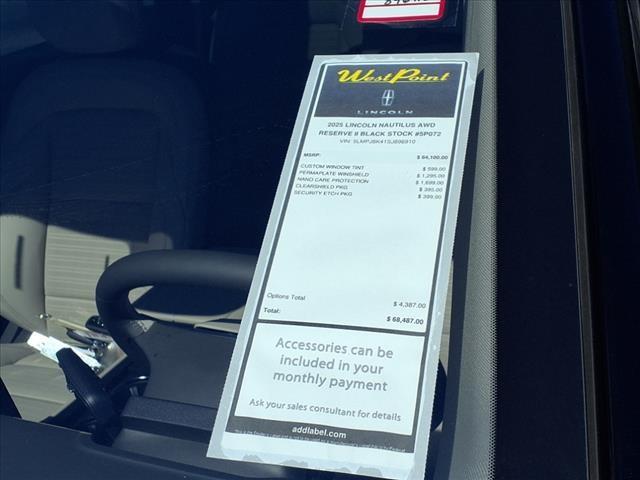 WestPoint
LINCOLN
2025 LINCOLN NAUTILUS AWD
RESERVE II BLACK STOCK #5P072
VIN: 5LMPJ8K41SJ896910
MSRP: $ 64,100.00
CUSTOM WINDOW TINT $ 599.00
PERMAPLATE WINSHIELD $ 1,295.00
NANO CARE PROTECTION $ 1,699.00
CLEARSHIELD PKG $ 395.00
SECURITY ETCH PKG $ 399.00
Options Total $ 4,387.00
Total: $ 68,487.00
Accessories can be
included in your
monthly payment
Ask your sales consultant for details
addlabel.com